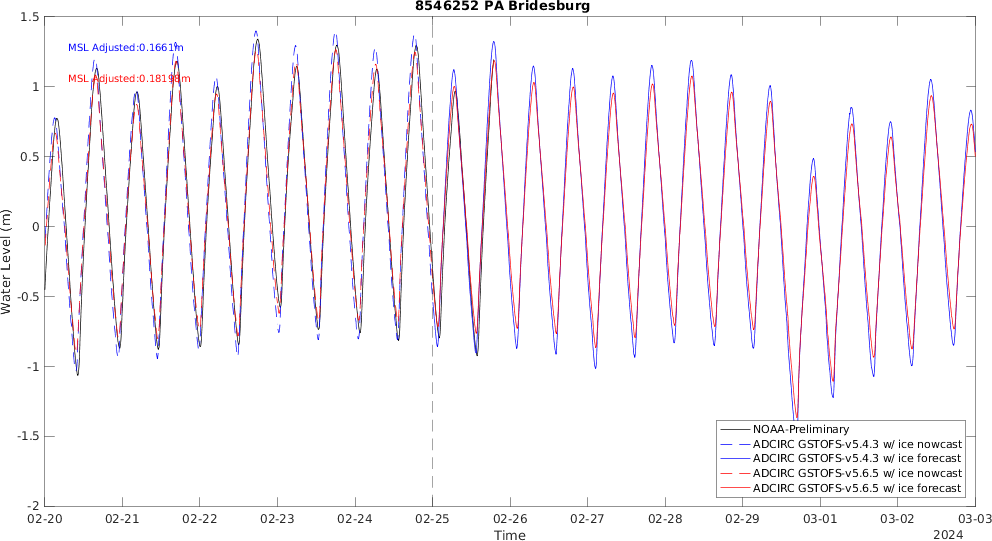 8546252 PA Bridesburg
1.5
1
0.5
0
-0.5
-1
-1.5
-2
Water Level (m)
MSL Adjusted:0.1661m
MSL Adjusted:0.18198m
NOAA-Preliminary
ADCIRC GSTOFS-v5.4.3 w/ ice nowcast
ADCIRC GSTOFS-v5.4.3 w/ ice forecast
ADCIRC GSTOFS-v5.6.5 w/ ice nowcast
ADCIRC GSTOFS-v5.6.5 w/ ice forecast
02-20 02-21 02-22 02-23 02-24 02-25 02-26 02-27 02-28 02-29 03-01 03-02 03-03
Time
2024